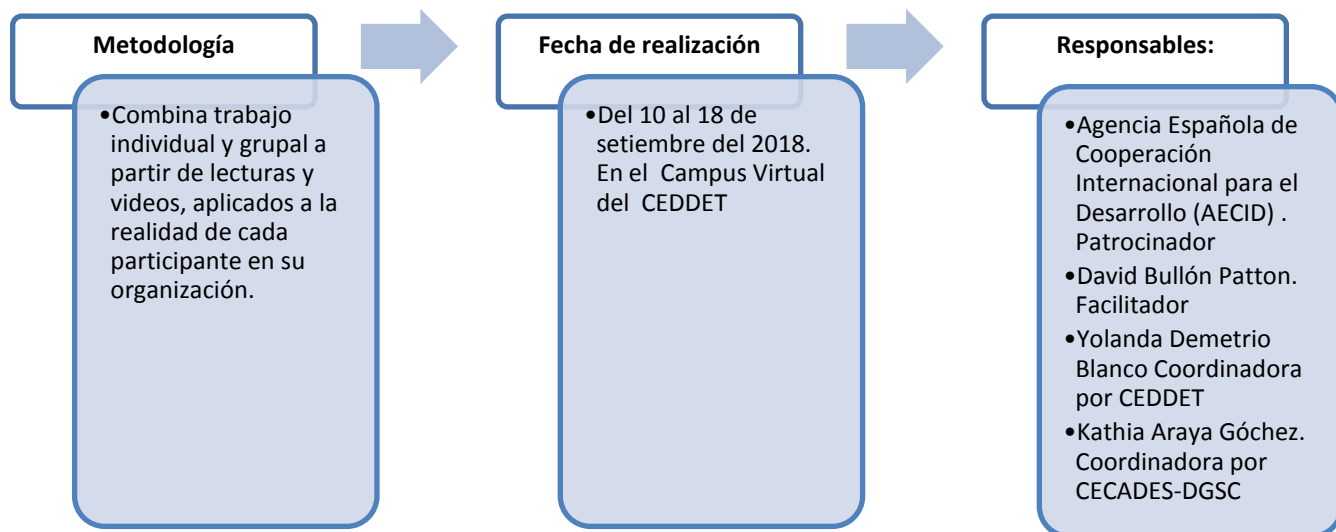 Metodología
•Combina trabajo
individual y grupal a
partir de lecturas y
videos, aplicados a la
realidad de cada
participante en su
organización.
Fecha de realización
•Del 10 al 18 de
setiembre del 2018.
En el Campus Virtual
del CEDDET
Responsables:
•Agencia Española de
Cooperación
Internacional para el
Desarrollo (AECID) .
Patrocinador
•David Bullón Patton.
Facilitador
•Yolanda Demetrio
Blanco Coordinadora
por CEDDET
•Kathia Araya Góchez.
Coordinadora por
CECADES-DGSC